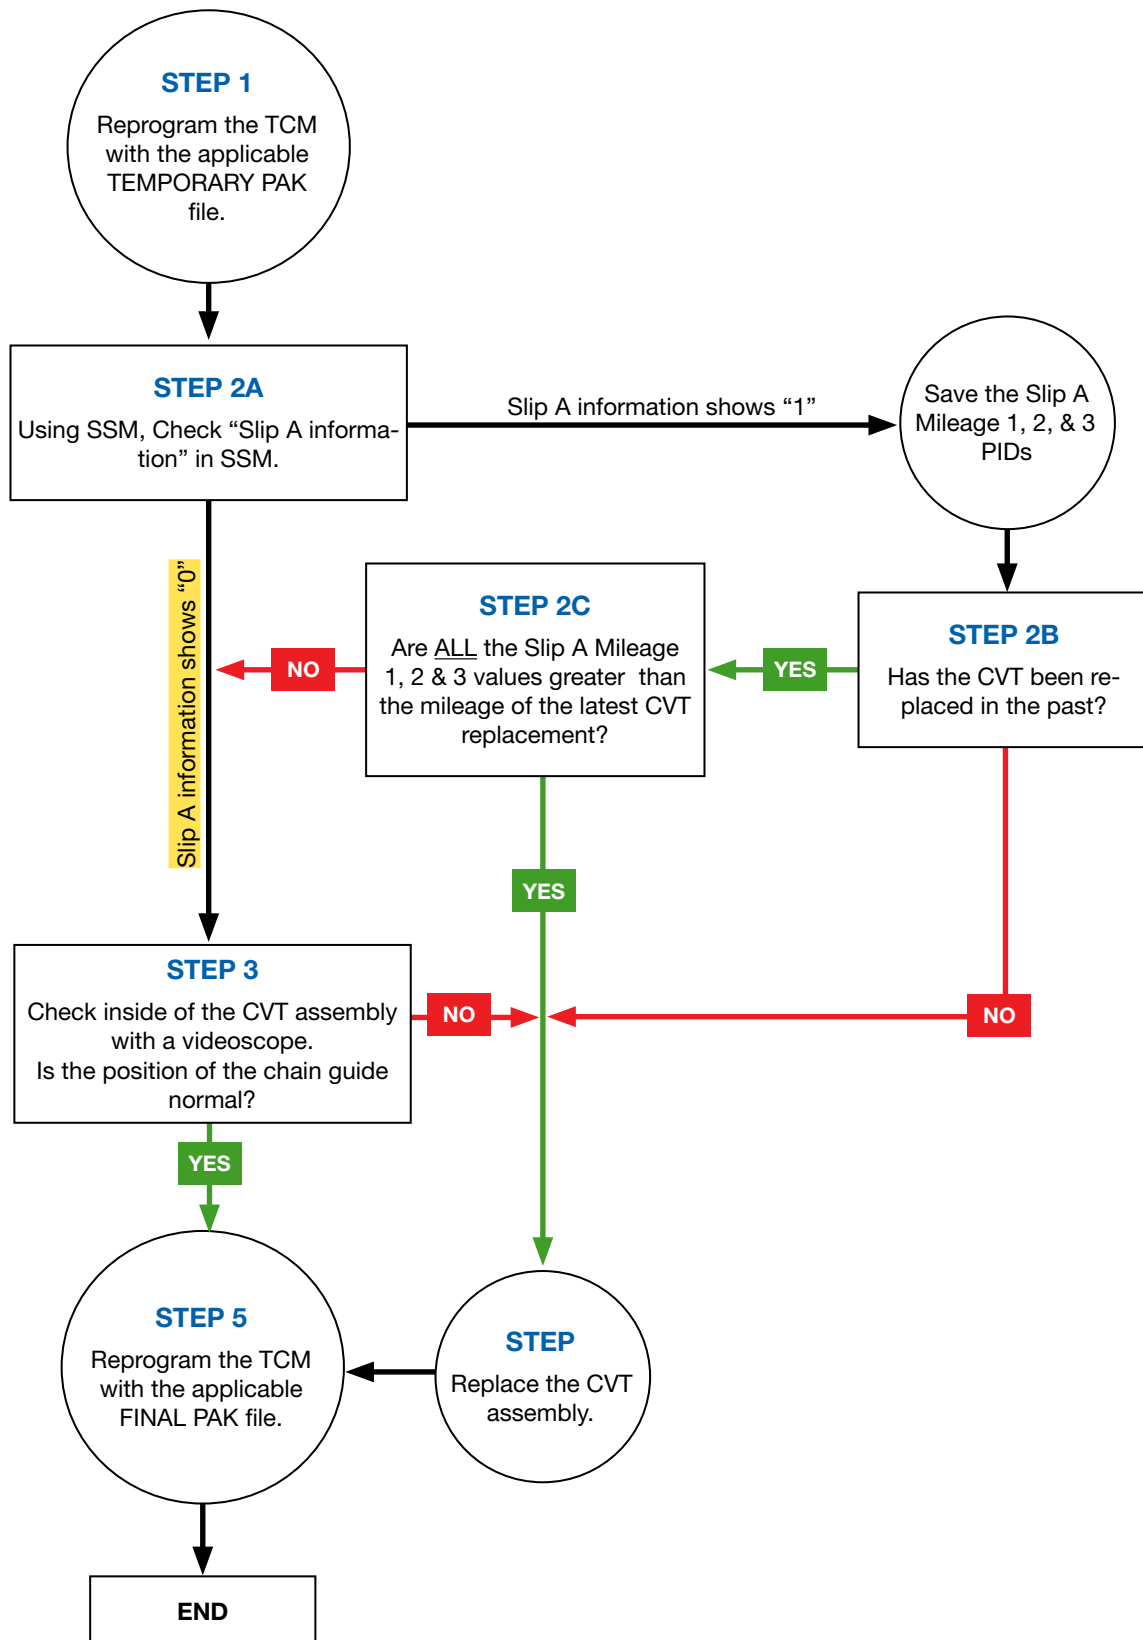 STEP 1
Reprogram the TCM
with the applicable
TEMPORARY PAK
file.
STEP 2A
Using SSM, Check “Slip A informa-
tion” in SSM.
Slip A information shows “1”
Save the Slip A
Mileage 1, 2, & 3
PIDs
Slip A information shows “0”
NO
STEP 2C
Are ALL the Slip A Mileage
1, 2 & 3 values greater than
the mileage of the latest CVT
replacement?
YES
STEP 2B
Has the CVT been re-
placed in the past?
YES
STEP 3
Check inside of the CVT assembly
with a videoscope.
Is the position of the chain guide
normal?
NO
NO
YES
STEP 5
Reprogram the TCM
with the applicable
FINAL PAK file.
STEP
Replace the CVT
assembly.
END